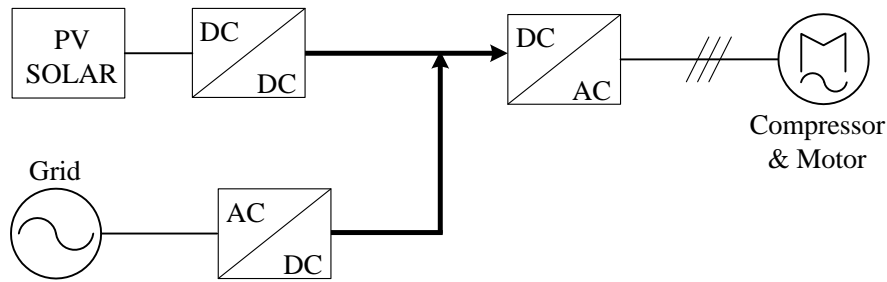 PV
SOLAR
DC
DC
DC
AC
Compressor
& Motor
Grid
AC
DC